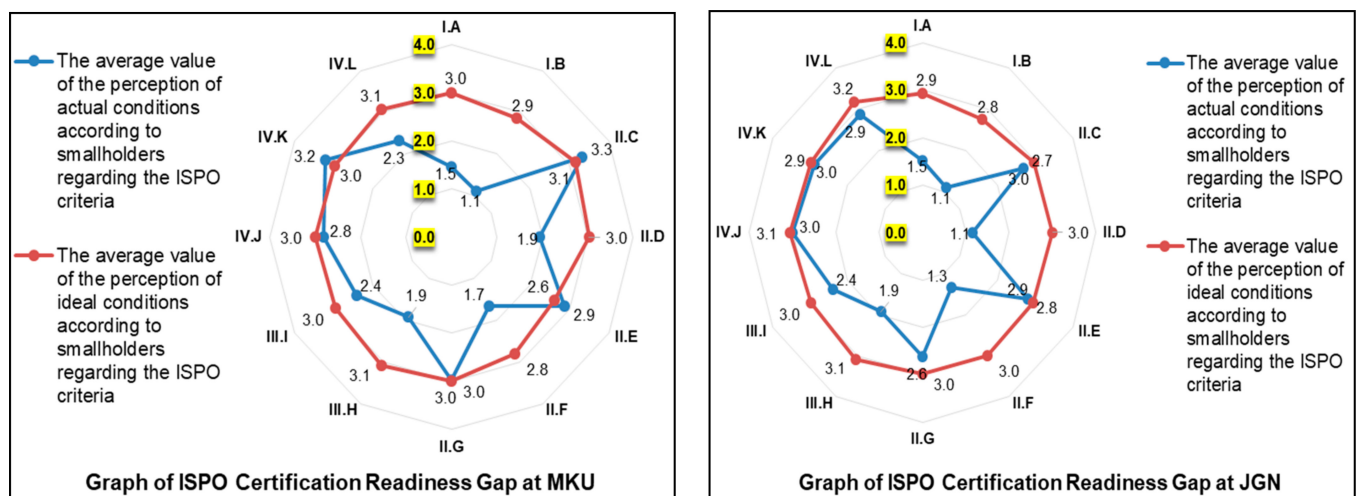 The average value
of the perception of
actual conditions
according to
smallholders
regarding the ISPO
criteria
The average value
of the perception of
ideal conditions
according to
smallholders
regarding the ISPO
criteria
I.A
4.0
IV.L
I.B
3.0
3.1
3.0
2.9
IV.K
II.C
3.2
2.0
3.3
3.0
2.3
1.5
3.1
1.0
1.1
IV.J
3.0
2.8
0.0
1.9
3.0
II.D
2.4
1.7
2.6
3.0
1.9
2.9
III.I
II.E
3.1
2.8
3.0
3.0
III.H
II.F
II.G
Graph of ISPO Certification Readiness Gap at MKU
I.A
4.0
IV.L
I.B
2.9
3.2
3.0
2.8
IV.K
II.C
2.9
2.9
2.0
2.7
3.0
1.5
3.0
1.0
1.1
IV.J
3.1
3.0
0.0
1.1
3.0
II.D
2.4
1.3
2.9
3.0
1.9
2.8
III.I
II.E
3.1
2.6
3.0
3.0
III.H
II.F
II.G
Graph of ISPO Certification Readiness Gap at JGN
The average value
of the perception of
actual conditions
according to
smallholders
regarding the ISPO
criteria
The average value
of the perception of
ideal conditions
according to
smallholders
regarding the ISPO
criteria